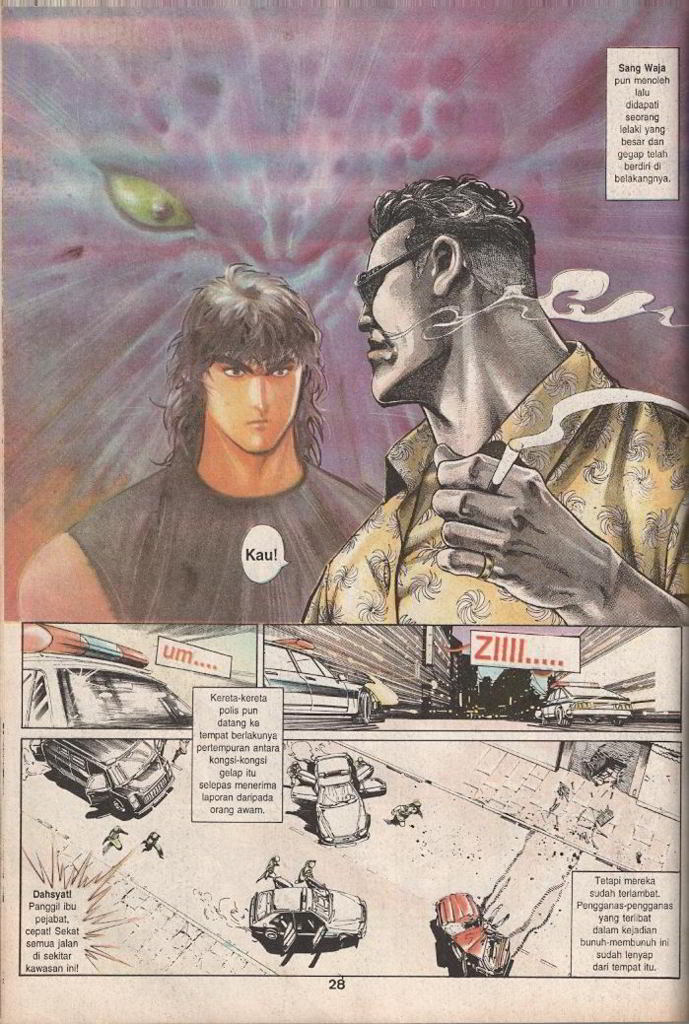 Sang Waja
pun menoleh
lalu
didapati
seorang
lelaki yang
besar dan
gegap telah
berdiri di
belakangnya.
Kau!
um.....
ZIIII.....
Kereta-kereta
polis pun
datang ka
tempat berlakunya
pertempuran antara
kongsi-kongsi
gelap itu
selepas menerima
laporan daripada
orang awam.
Dahsyat!
Panggil ibu
pejabat,
cepat! Sekat
semua jalan
di sekitar
kawasan ini!
Tetapi mereka
sudah terlambat.
Pengganas-pengganas
yang terlibat
dalam kejadian
bunuh-membunuh ini
sudah lenyap
dari tempat itu.
28